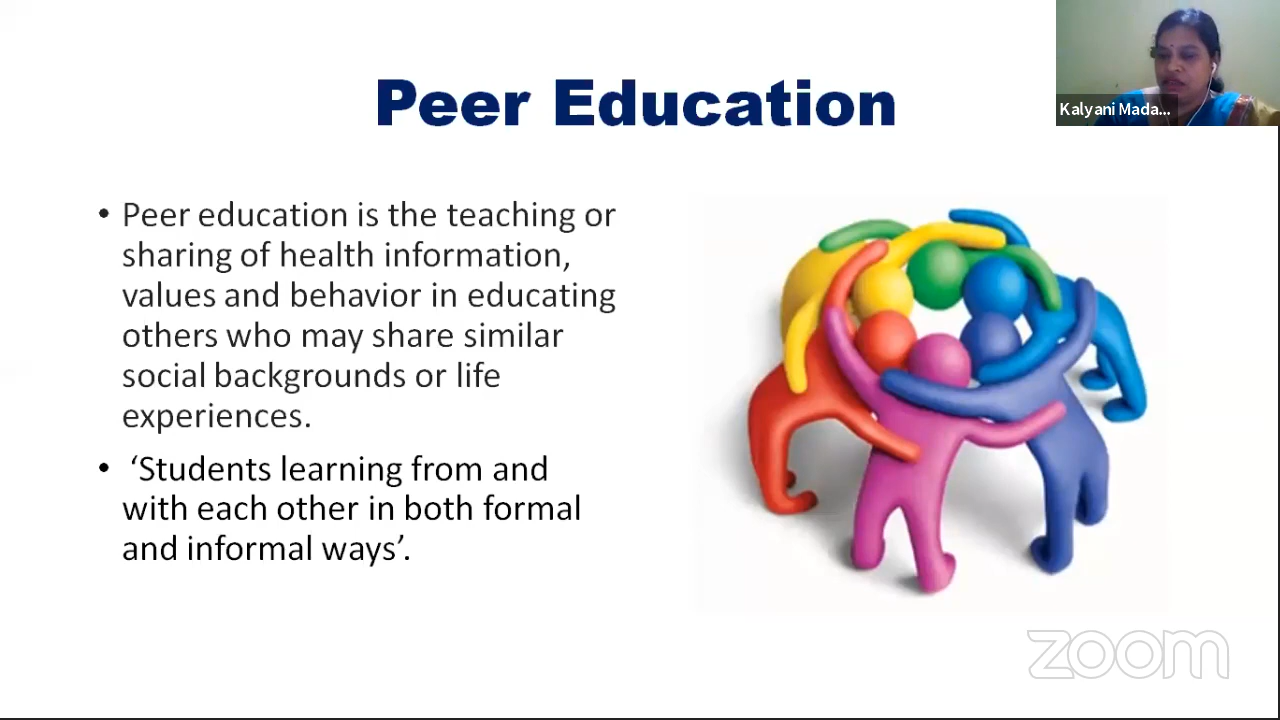 Peer Education
Kalyani Mada...
• Peer education is the teaching or
sharing of health information,
values and behavior in educating
others who may share similar
social backgrounds or life
experiences.
• ‘Students learning from and
with each other in both formal
and informal ways’.
zoom